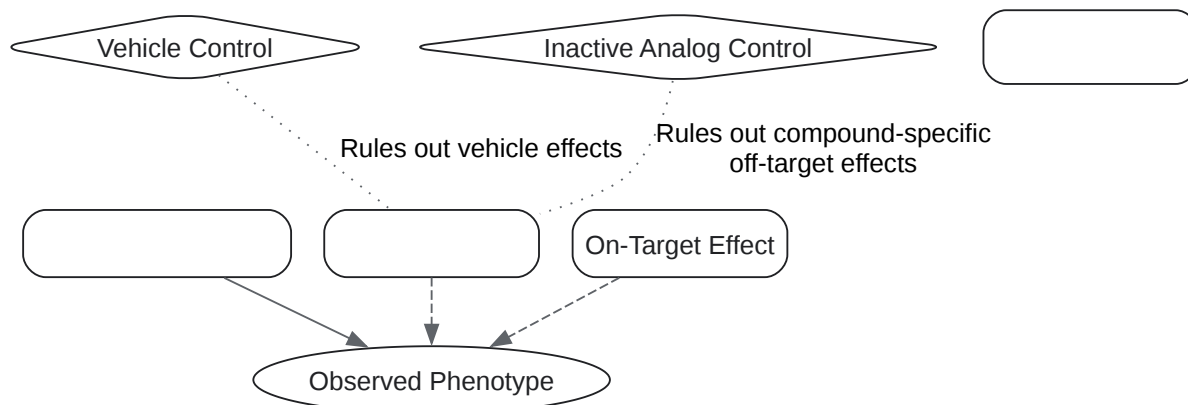 Vehicle Control
Inactive Analog Control
Rules out vehicle effects
Rules out compound-specific
off-target effects
On-Target Effect
Observed Phenotype